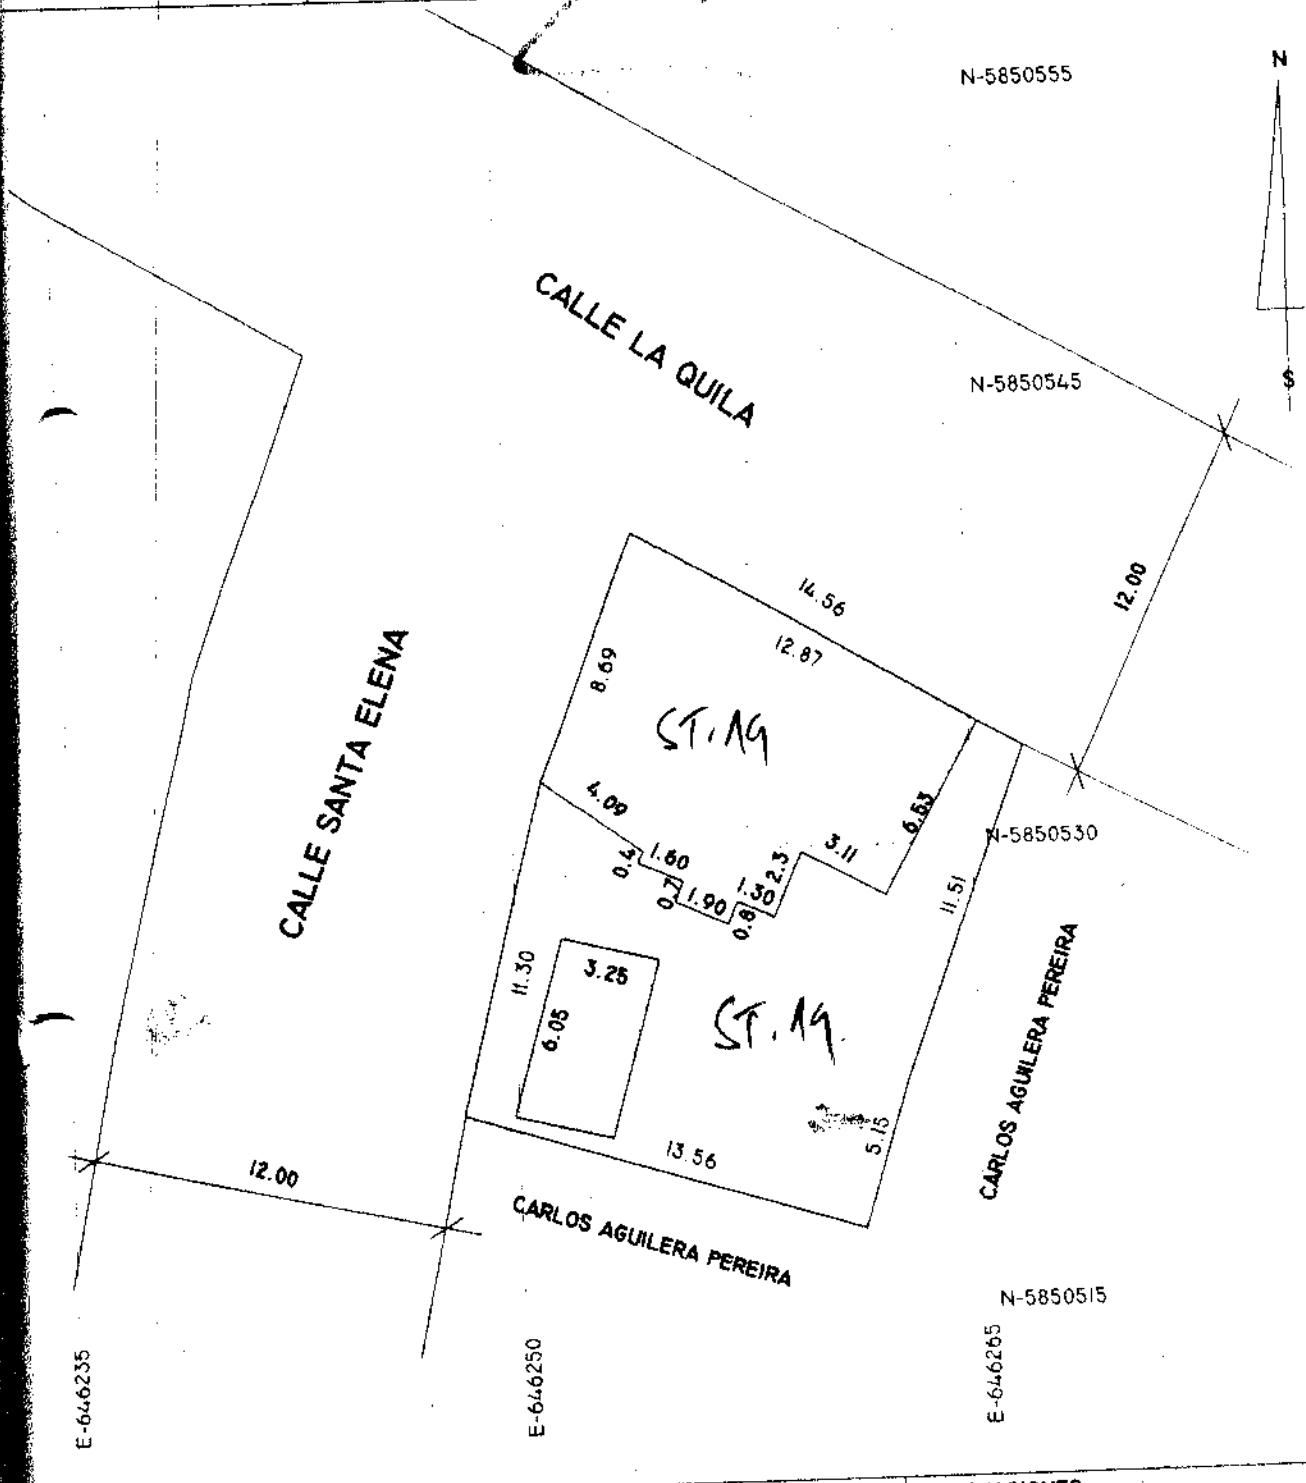 N-5850555
N
CALLE LA QUILA
N-5850545
S
12.00
14.56
12.87
8.69
ST.19
CALLE SANTA ELENA
4.09
6.53
N-5850530
3.11
2.3
0.4
1.60
0.7
1.90
1.30
0.8
11.51
11.30
3.25
6.05
ST.19.
CARLOS AGUILERA PEREIRA
5.15
13.56
12.00
CARLOS AGUILERA PEREIRA
N-5850515
E-646235
E-646250
E-646265